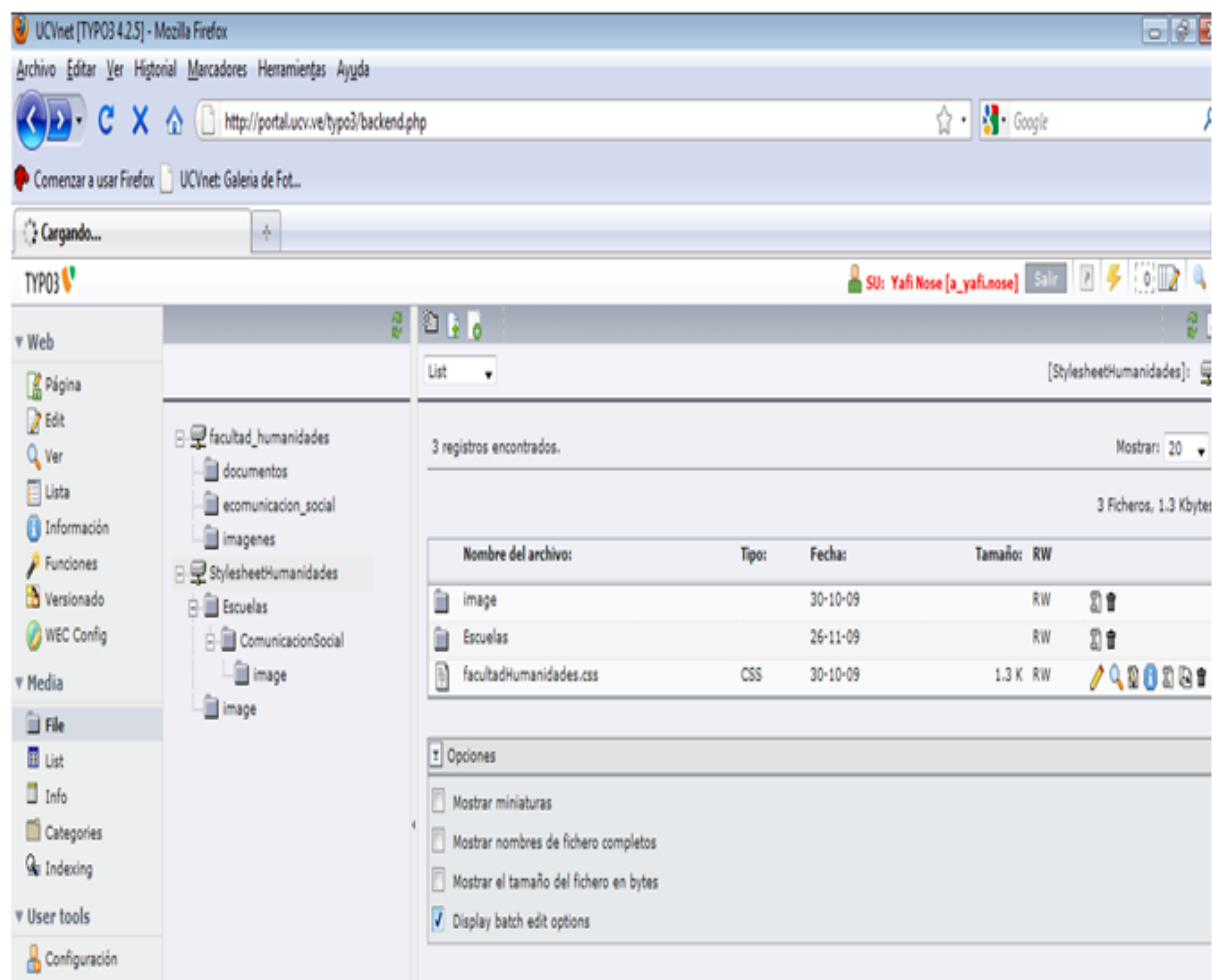 UCVnet [TYPO3 4.2.5] - Mozilla Firefox
Archivo Editar Ver Historial Marcadores Herramientas Ayuda
http://portal.ucv.ve/typo3/backend.php
Google
Comenzar a usar Firefox UCVnet: Galeria de Fot...
Cargando...
TYPO3 SU: Yafi Nose [a_yafi.nose] Salir 0
Web
Página
Edit
Ver
Lista
Información
Funciones
Versionado
WEC Config
Media
File
List
Info
Categories
Indexing
User tools
Configuración
facultad_humanidades
documentos
ecomunicacion_social
imagenes
StylesheetHumanidades
Escuelas
ComunicacionSocial
image
image
List [StylesheetHumanidades]:
3 registros encontrados. Mostrar: 20
3 Ficheros, 1.3 Kbytes
Nombre del archivo: Tipo: Fecha: Tamaño: RW
image 30-10-09 RW
Escuelas 26-11-09 RW
facultadHumanidades.css CSS 30-10-09 1.3 K RW
Opciones
Mostrar miniaturas
Mostrar nombres de fichero completos
Mostrar el tamaño del fichero en bytes
Display batch edit options